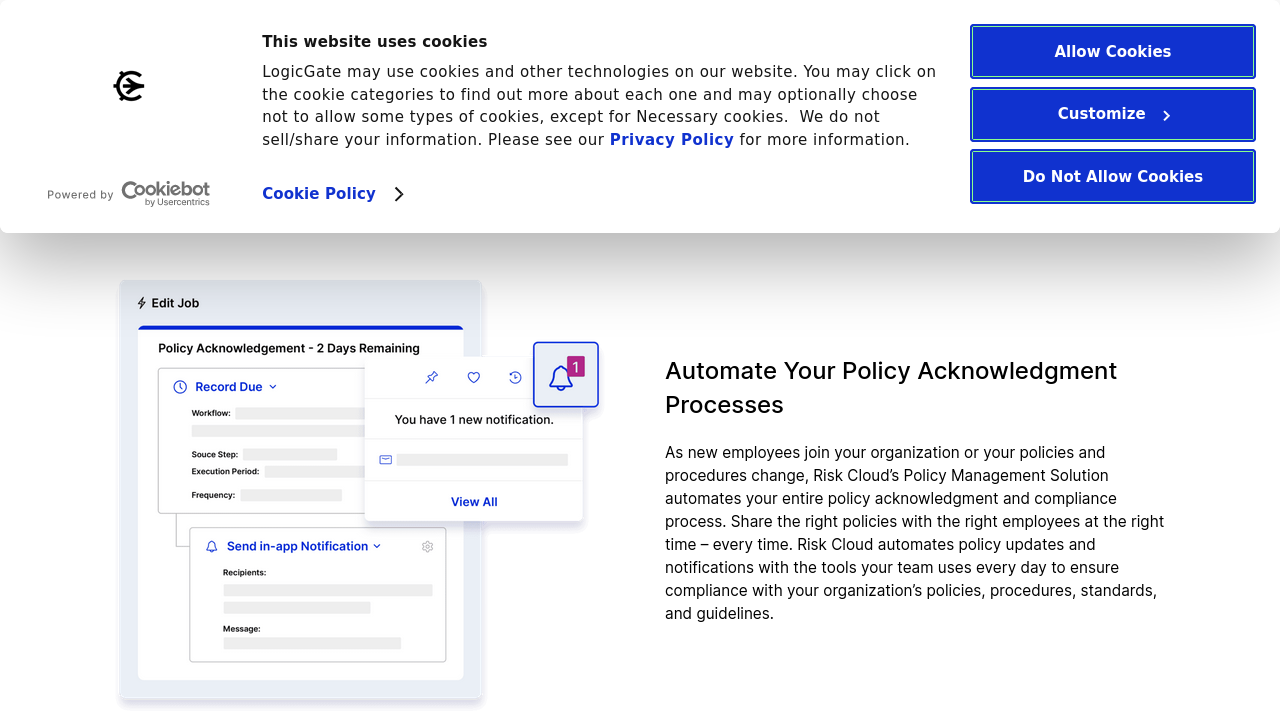 This website uses cookies
LogicGate may use cookies and other technologies on our website. You may click on
the cookie categories to find out more about each one and may optionally choose
not to allow some types of cookies, except for Necessary cookies.  We do not
sell/share your information. Please see our Privacy Policy for more information.
Cookie Policy
Powered by Cookiebot
by Usercentrics
Allow Cookies
Customize
Do Not Allow Cookies
Edit Job
Policy Acknowledgement - 2 Days Remaining
Record Due
Workflow:
Souce Step:
Execution Period:
Frequency:
1
You have 1 new notification.
View All
Send in-app Notification
Recipients:
Message:
Automate Your Policy Acknowledgment
Processes
As new employees join your organization or your policies and
procedures change, Risk Cloud’s Policy Management Solution
automates your entire policy acknowledgment and compliance
process. Share the right policies with the right employees at the right
time – every time. Risk Cloud automates policy updates and
notifications with the tools your team uses every day to ensure
compliance with your organization’s policies, procedures, standards,
and guidelines.